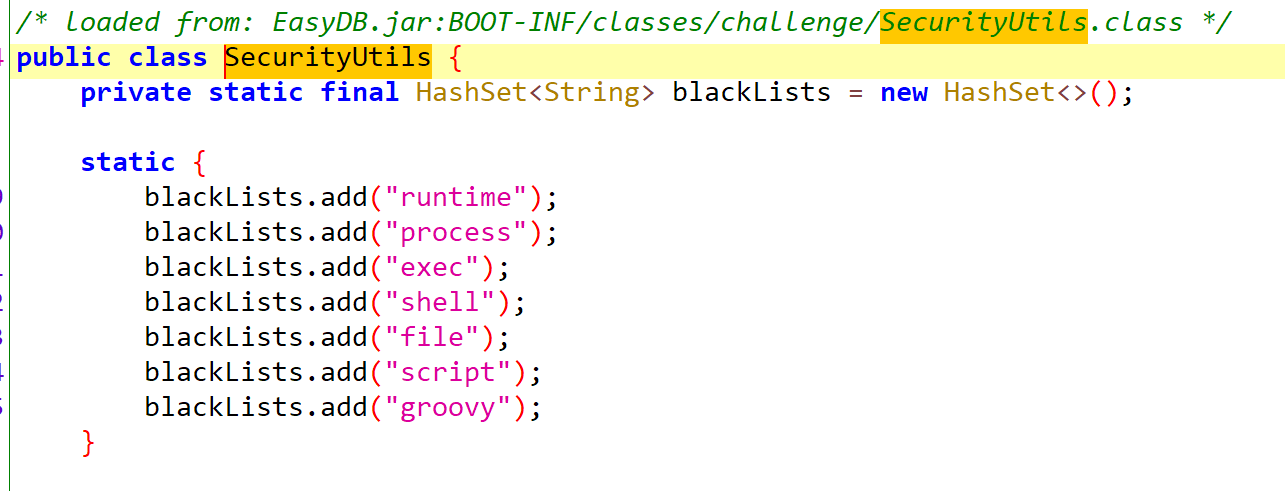 /* loaded from: EasyDB.jar:BOOT-INF/classes/challenge/SecurityUtils.class */
public class SecurityUtils {
    private static final HashSet<String> blackLists = new HashSet<>();

    static {
        blackLists.add("runtime");
        blackLists.add("process");
        blackLists.add("exec");
        blackLists.add("shell");
        blackLists.add("file");
        blackLists.add("script");
        blackLists.add("groovy");
    }